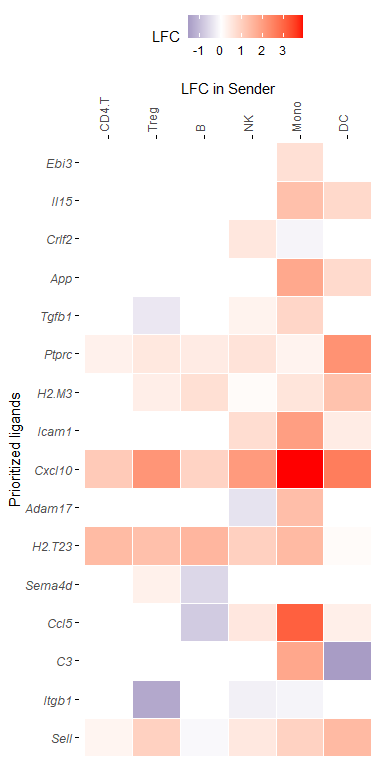 LFC
-1 0 1 2 3
LFC in Sender
CD4.T Treg B NK Mono DC
Prioritized ligands
Ebi3
Il15
Crlf2
App
Tgfb1
Ptprc
H2.M3
Icam1
Cxcl10
Adam17
H2.T23
Sema4d
Ccl5
C3
Itgb1
Sell